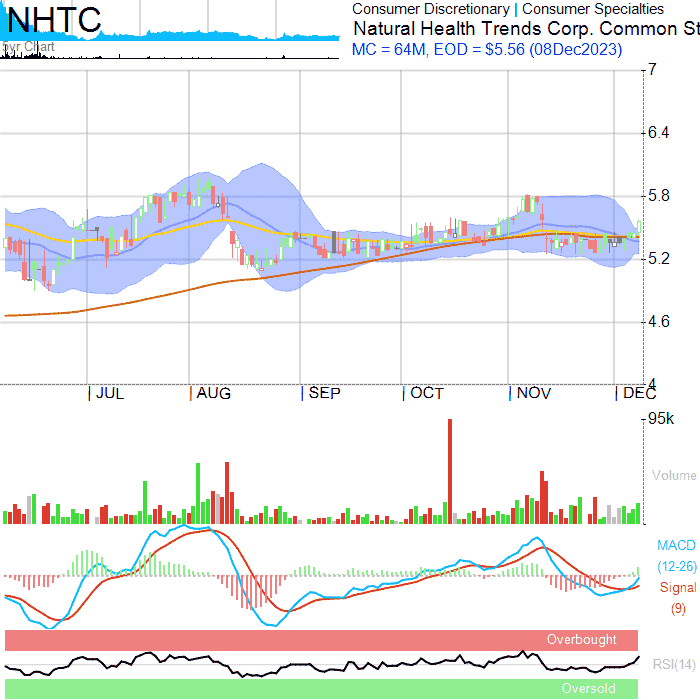 NHTC
5yr Chart
Consumer Discretionary | Consumer Specialties
Natural Health Trends Corp. Common St
MC = 64M, EOD = $5.56 (08Dec2023)
7
6.4
5.8
5.2
4.6
4
JUL AUG SEP OCT NOV DEC
95k
Volume
MACD
(12-26)
Signal
(9)
Overbought
RSI(14)
Oversold